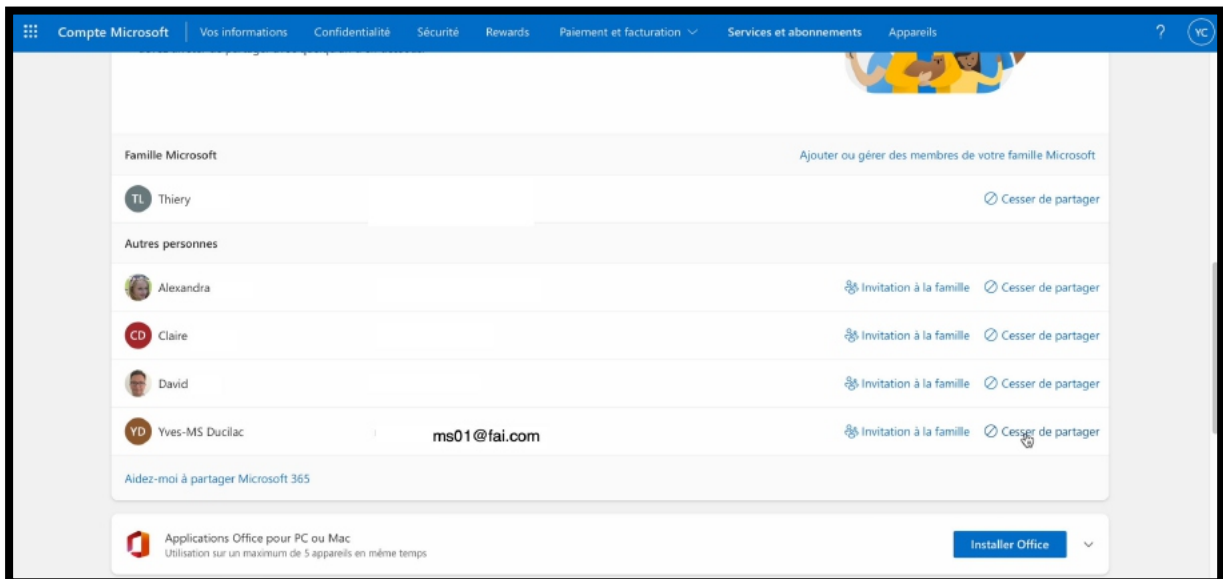 Compte Microsoft Vos informations Confidentialité Sécurité Rewards Paiement et facturation Services et abonnements Appareils ? YC
Famille Microsoft Ajouter ou gérer des membres de votre famille Microsoft
TL Thiery Cesser de partager
Autres personnes
Alexandra Invitation à la famille Cesser de partager
CD Claire Invitation à la famille Cesser de partager
David Invitation à la famille Cesser de partager
YD Yves-MS Ducilac ms01@fai.com Invitation à la famille Cesser de partager
Aidez-moi à partager Microsoft 365
Applications Office pour PC ou Mac
Utilisation sur un maximum de 5 appareils en même temps
Installer Office